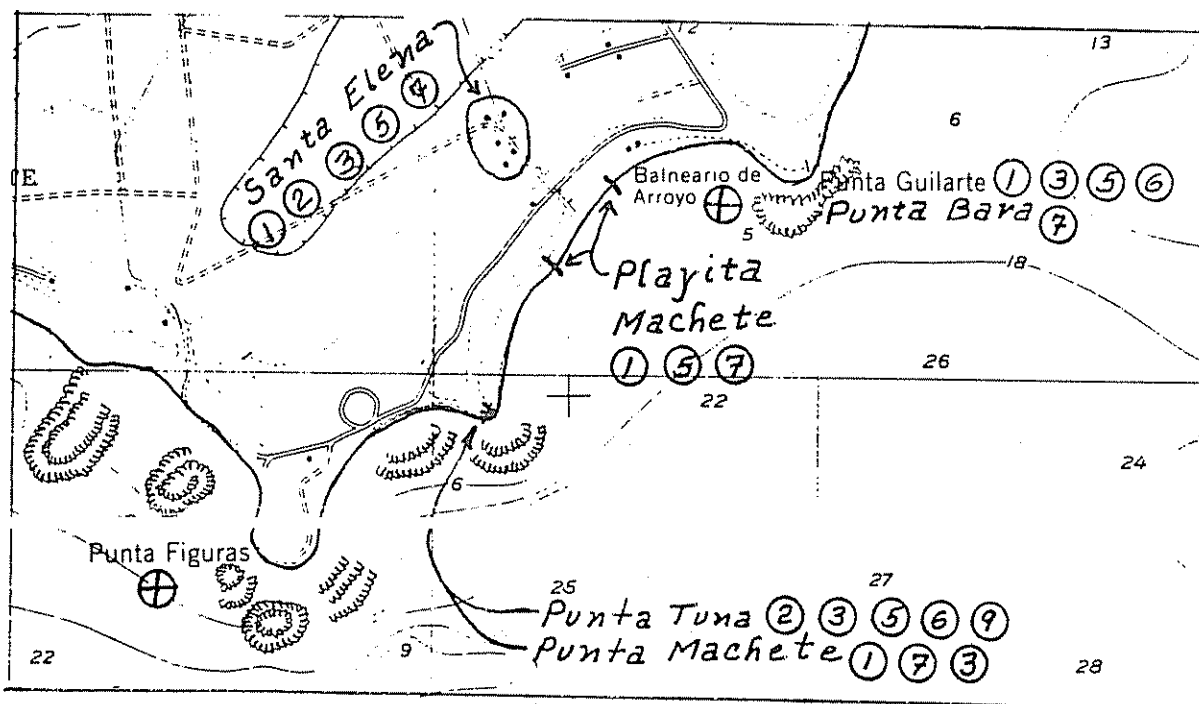 12
13
Santa Elena
① ② ③ ⑤ ⑦
6
E
Balneario de
Arroyo
Punta Guilarte ① ③ ⑤ ⑥
Punta Bara ⑦
5
18
Playita
Machete
① ⑤ ⑦
26
22
24
6
Punta Figuras
25
27
Punta Tuna ② ③ ⑤ ⑥ ⑨
Punta Machete ① ⑦ ③
22
9
28